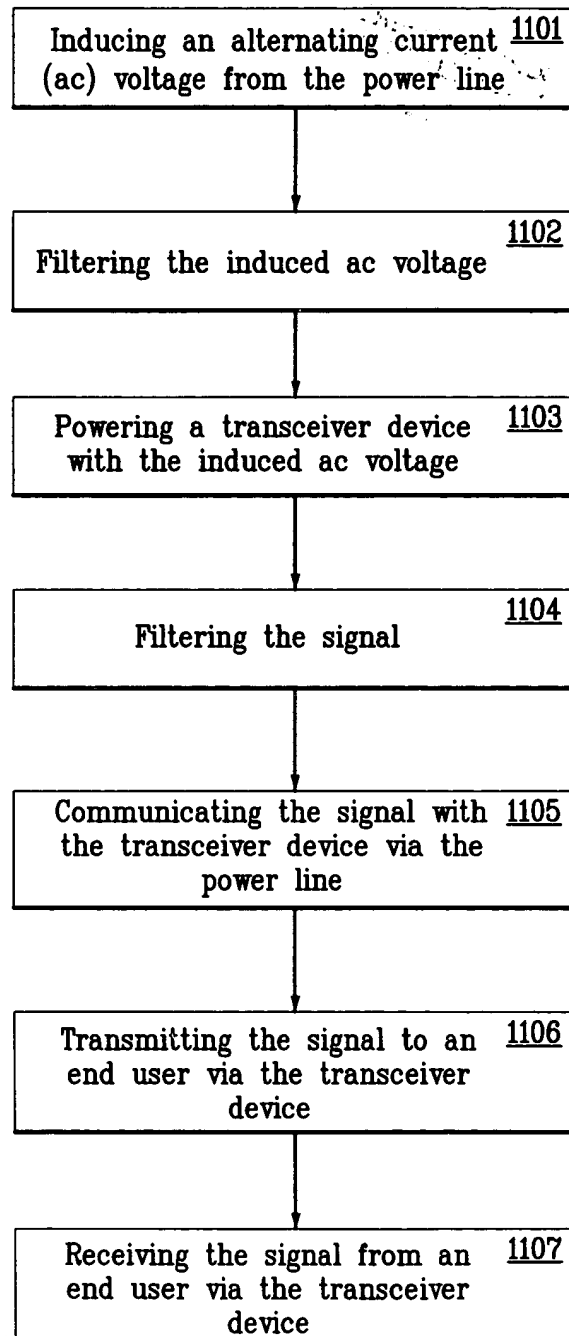 Inducing an alternating current 1101
(ac) voltage from the power line
1102
Filtering the induced ac voltage
Powering a transceiver device 1103
with the induced ac voltage
1104
Filtering the signal
Communicating the signal with 1105
the transceiver device via the
power line
Transmitting the signal to an 1106
end user via the transceiver
device
Receiving the signal from an 1107
end user via the transceiver
device